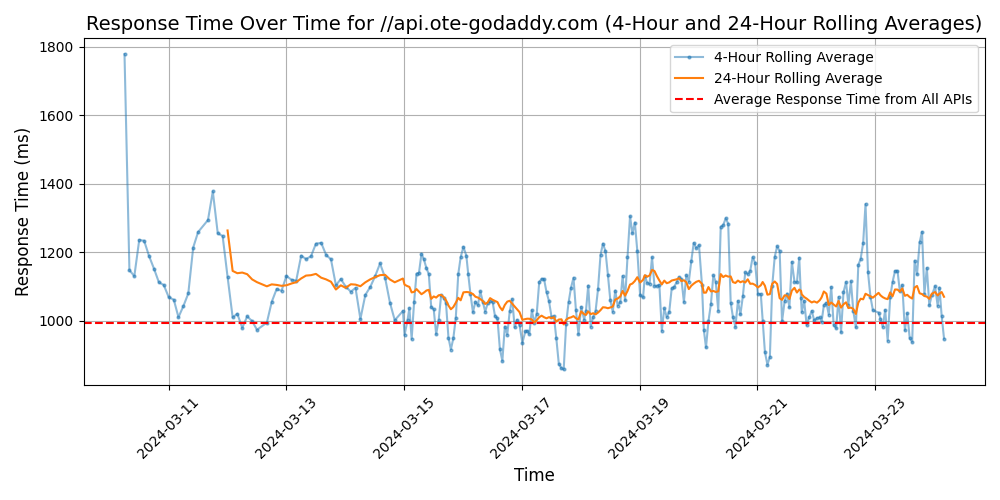 Response Time Over Time for //api.ote-godaddy.com (4-Hour and 24-Hour Rolling Averages)
4-Hour Rolling Average
24-Hour Rolling Average
Average Response Time from All APIs
Response Time (ms)
1800
1600
1400
1200
1000
2024-03-11
2024-03-13
2024-03-15
2024-03-17
2024-03-19
2024-03-21
2024-03-23
Time